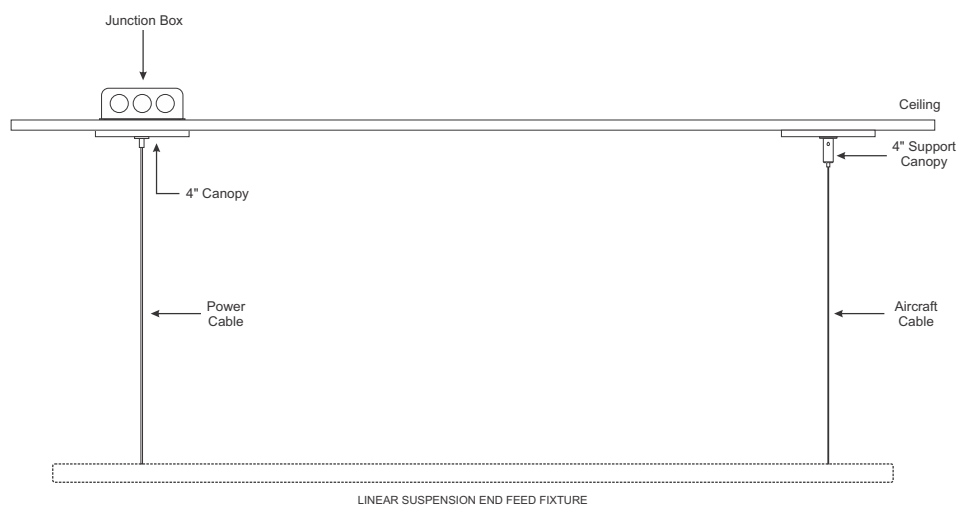 Junction Box
Ceiling
4" Support
Canopy
4" Canopy
Power
Cable
Aircraft
Cable
LINEAR SUSPENSION END FEED FIXTURE